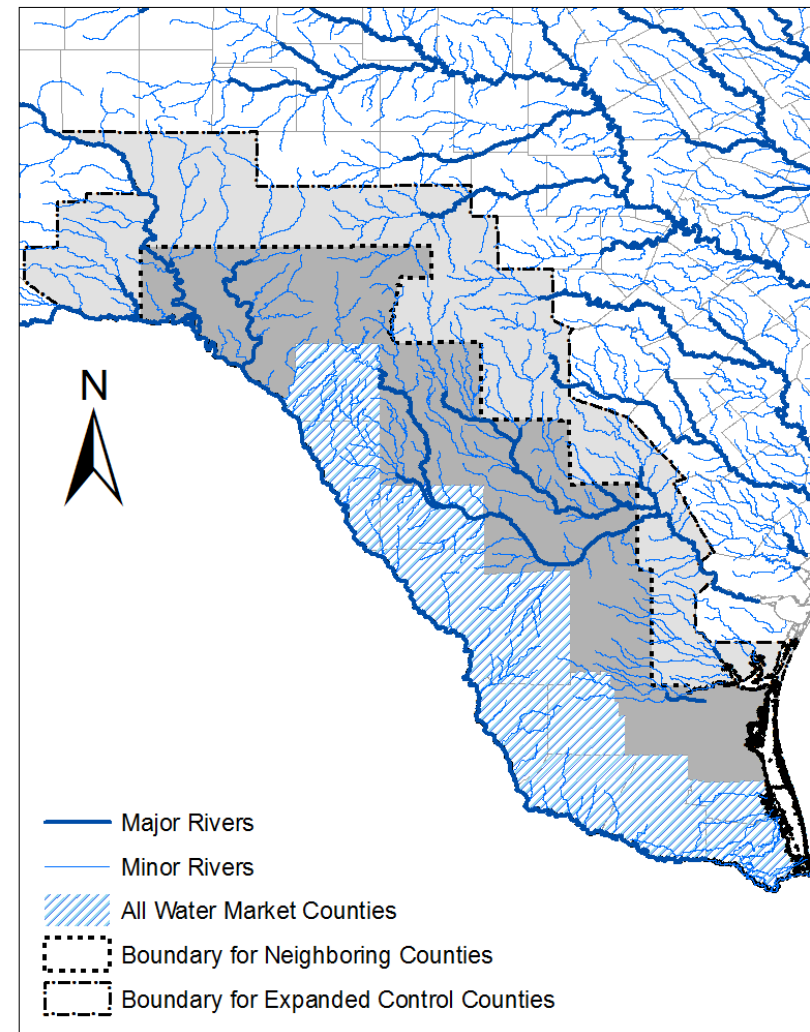 N
Major Rivers
Minor Rivers
All Water Market Counties
Boundary for Neighboring Counties
Boundary for Expanded Control Counties